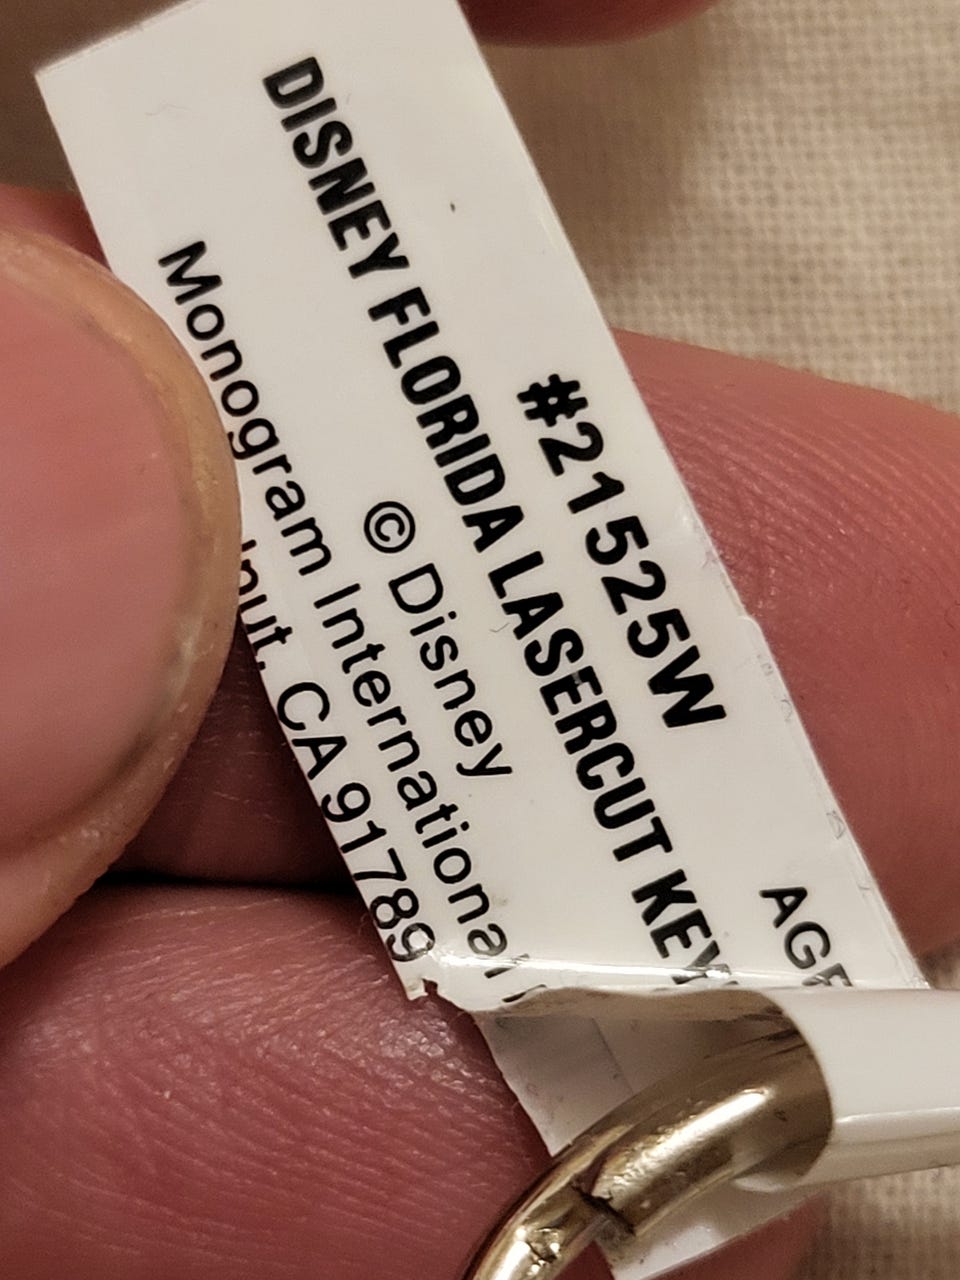 #21525W
DISNEY FLORIDA LASERCUT KEY
© Disney
Monogram International
CA 91789